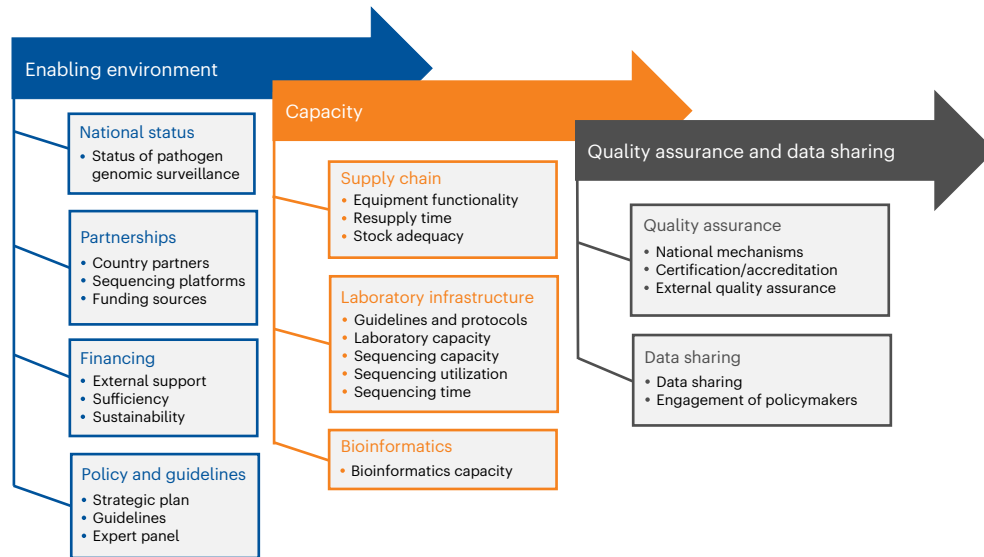 Enabling environment
National status
• Status of pathogen
genomic surveillance
Partnerships
• Country partners
• Sequencing platforms
• Funding sources
Financing
• External support
• Sufficiency
• Sustainability
Policy and guidelines
• Strategic plan
• Guidelines
• Expert panel
Capacity
Supply chain
• Equipment functionality
• Resupply time
• Stock adequacy
Laboratory infrastructure
• Guidelines and protocols
• Laboratory capacity
• Sequencing capacity
• Sequencing utilization
• Sequencing time
Bioinformatics
• Bioinformatics capacity
Quality assurance and data sharing
Quality assurance
• National mechanisms
• Certification/accreditation
• External quality assurance
Data sharing
• Data sharing
• Engagement of policymakers